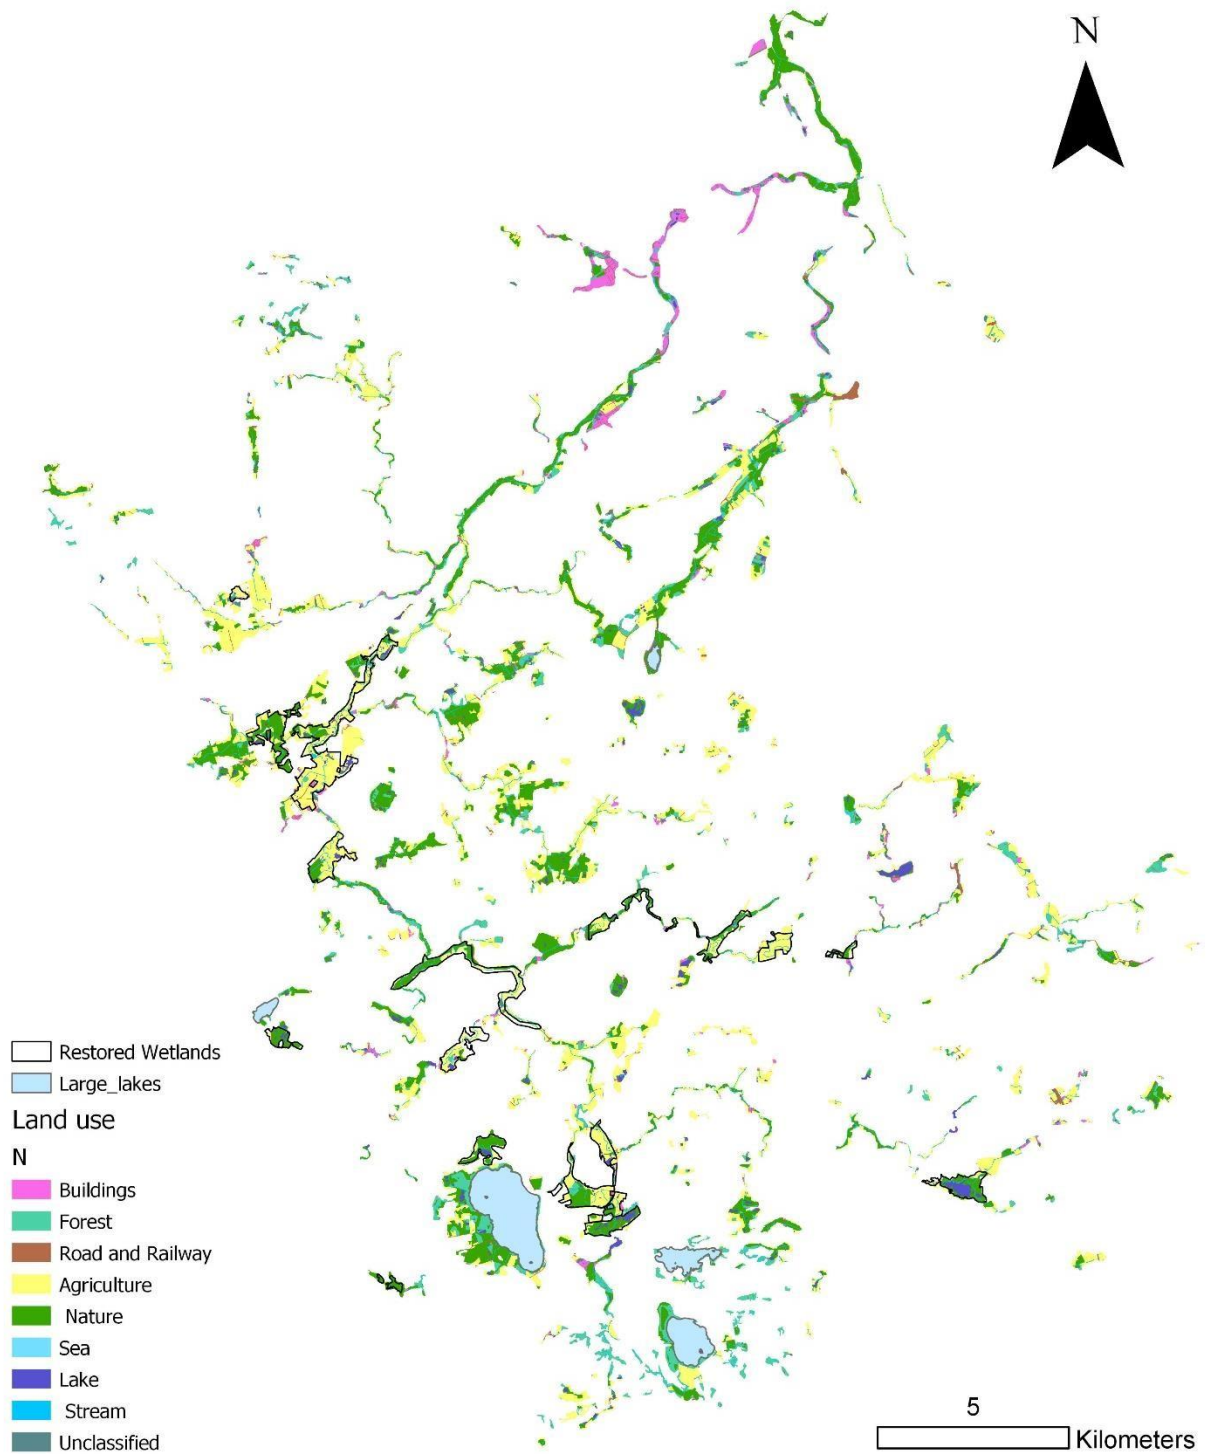 N
Restored Wetlands
Large_lakes
Land use
N
Buildings
Forest
Road and Railway
Agriculture
Nature
Sea
Lake
Stream
Unclassified
5
Kilometers